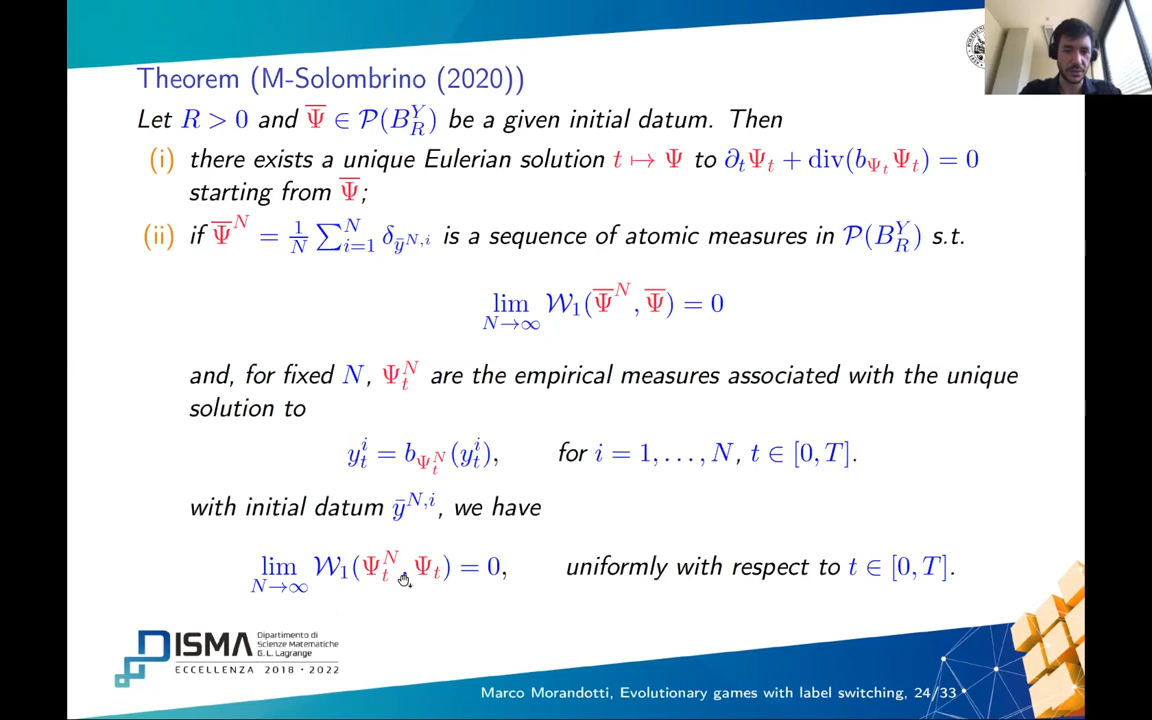 Theorem (M-Solombrino (2020))
Let R > 0 and Ψ̅ ∈ 𝒫(B_R^Y) be a given initial datum. Then
(i) there exists a unique Eulerian solution t ↦ Ψ to ∂_tΨ_t + div(b_{Ψ_t}Ψ_t) = 0
starting from Ψ̅;
(ii) if Ψ̅^N = 1/N ∑_{i=1}^N δ_{ȳ^{N,i}} is a sequence of atomic measures in 𝒫(B_R^Y) s.t.
lim_{N→∞} 𝒲_1(Ψ̅^N, Ψ̅) = 0
and, for fixed N, Ψ_t^N are the empirical measures associated with the unique
solution to
y_t^i = b_{Ψ_t^N}(y_t^i), for i = 1, . . . , N, t ∈ [0, T].
with initial datum ȳ^{N,i}, we have
lim_{N→∞} 𝒲_1(Ψ_t^N, Ψ_t) = 0, uniformly with respect to t ∈ [0, T].
DISMA
Dipartimento di
Scienze Matematiche
G. L. Lagrange
ECCELLENZA 2018 · 2022
Marco Morandotti, Evolutionary games with label switching, 24/33